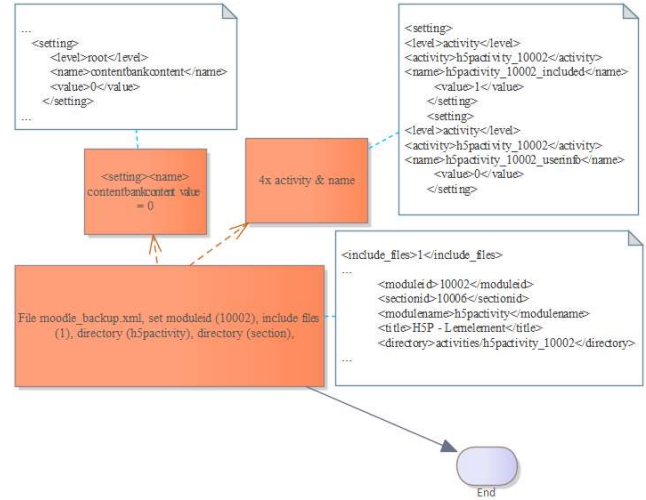 ...
<setting>
<level>root</level>
<name>contentbankcontent</name>
<value>0</value>
</setting>
...
<setting>
<level>activity</level>
<activity>h5pactivity_10002</activity>
<name>h5pactivity_10002_included</name>
<value>1</value>
</setting>
<setting>
<level>activity</level>
<activity>h5pactivity_10002</activity>
<name>h5pactivity_10002_userinfo</name>
<value>0</value>
</setting>
<setting><name>
contentbankcontent value
= 0
4x activity & name
<include_files>1</include_files>
...
<moduleid>10002</moduleid>
<sectionid>10006</sectionid>
<modulename>h5pactivity</modulename>
<title>H5P - Lernelement</title>
<directory>activities/h5pactivity_10002</directory>
...
File moodle_backup.xml, set moduleid (10002), include files
(1), directory (h5pactivity), directory (section),
End